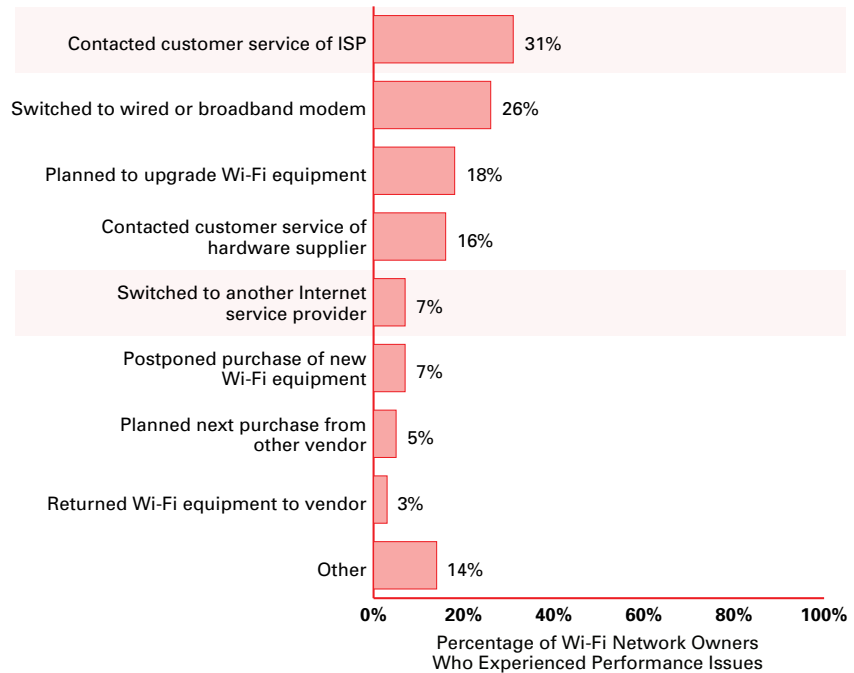 Contacted customer service of ISP
31%
Switched to wired or broadband modem
26%
Planned to upgrade Wi-Fi equipment
18%
Contacted customer service of
hardware supplier
16%
Switched to another Internet
service provider
7%
Postponed purchase of new
Wi-Fi equipment
7%
Planned next purchase from
other vendor
5%
Returned Wi-Fi equipment to vendor
3%
Other
14%
0% 20% 40% 60% 80% 100%
Percentage of Wi-Fi Network Owners
Who Experienced Performance Issues